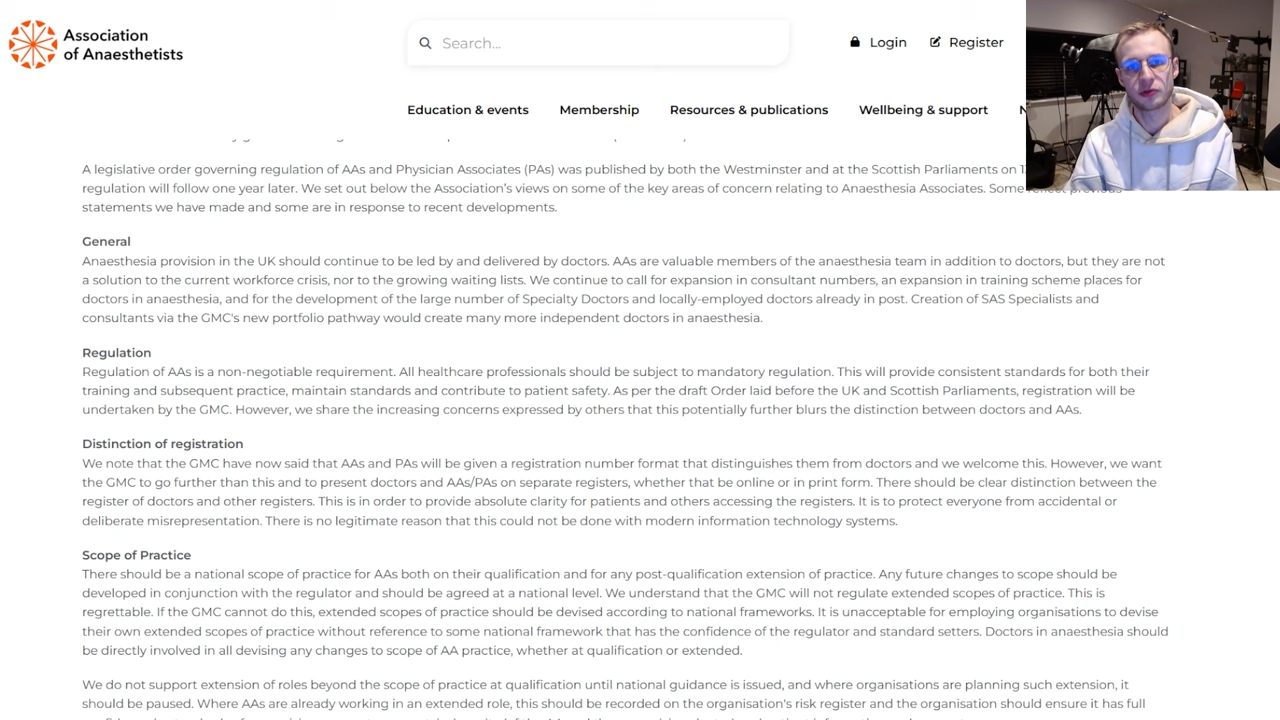 Association
of Anaesthetists
Search...
Login
Register
Education & events
Membership
Resources & publications
Wellbeing & support
A legislative order governing regulation of AAs and Physician Associates (PAs) was published by both the Westminster and at the Scottish Parliaments on
regulation will follow one year later. We set out below the Association's views on some of the key areas of concern relating to Anaesthesia Associates. Some reflect previous
statements we have made and some are in response to recent developments.
General
Anaesthesia provision in the UK should continue to be led by and delivered by doctors. AAs are valuable members of the anaesthesia team in addition to doctors, but they are not
a solution to the current workforce crisis, nor to the growing waiting lists. We continue to call for expansion in consultant numbers, an expansion in training scheme places for
doctors in anaesthesia, and for the development of the large number of Specialty Doctors and locally-employed doctors already in post. Creation of SAS Specialists and
consultants via the GMC's new portfolio pathway would create many more independent doctors in anaesthesia.
Regulation
Regulation of AAs is a non-negotiable requirement. All healthcare professionals should be subject to mandatory regulation. This will provide consistent standards for both their
training and subsequent practice, maintain standards and contribute to patient safety. As per the draft Order laid before the UK and Scottish Parliaments, registration will be
undertaken by the GMC. However, we share the increasing concerns expressed by others that this potentially further blurs the distinction between doctors and AAs.
Distinction of registration
We note that the GMC have now said that AAs and PAs will be given a registration number format that distinguishes them from doctors and we welcome this. However, we want
the GMC to go further than this and to present doctors and AAs/PAs on separate registers, whether that be online or in print form. There should be clear distinction between the
register of doctors and other registers. This is in order to provide absolute clarity for patients and others accessing the registers. It is to protect everyone from accidental or
deliberate misrepresentation. There is no legitimate reason that this could not be done with modern information technology systems.
Scope of Practice
There should be a national scope of practice for AAs both on their qualification and for any post-qualification extension of practice. Any future changes to scope should be
developed in conjunction with the regulator and should be agreed at a national level. We understand that the GMC will not regulate extended scopes of practice. This is
regrettable. If the GMC cannot do this, extended scopes of practice should be devised according to national frameworks. It is unacceptable for employing organisations to devise
their own extended scopes of practice without reference to some national framework that has the confidence of the regulator and standard setters. Doctors in anaesthesia should
be directly involved in all devising any changes to scope of AA practice, whether at qualification or extended.
We do not support extension of roles beyond the scope of practice at qualification until national guidance is issued, and where organisations are planning such extension, it
should be paused. Where AAs are already working in an extended role, this should be recorded on the organisation's risk register and the organisation should ensure it has full